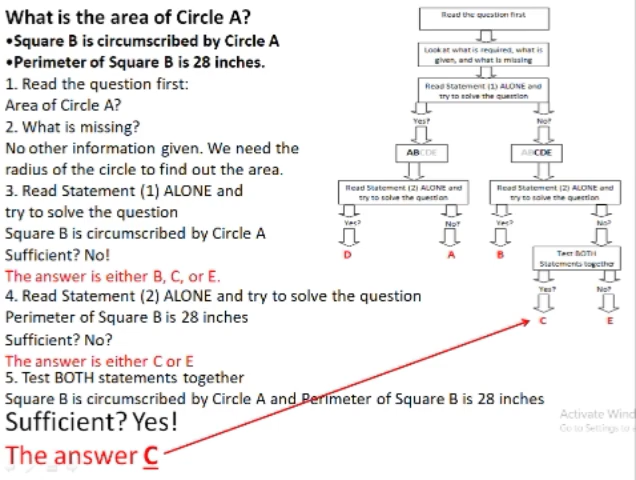 What is the area of Circle A?
•Square B is circumscribed by Circle A
•Perimeter of Square B is 28 inches.
1. Read the question first:
Area of Circle A?
2. What is missing?
No other information given. We need the
radius of the circle to find out the area.
3. Read Statement (1) ALONE and
try to solve the question
Square B is circumscribed by Circle A
Sufficient? No!
The answer is either B, C, or E.
4. Read Statement (2) ALONE and try to solve the question
Perimeter of Square B is 28 inches
Sufficient? No?
The answer is either C or E
5. Test BOTH statements together
Square B is circumscribed by Circle A and Perimeter of Square B is 28 inches
Sufficient? Yes!
The answer C
Read the question first
Look at what is required, what is
given, and what is missing
Read Statement (1) ALONE and
try to solve the question
Yes?
No?
ABCDE
ABCDE
Read Statement (2) ALONE and
try to solve the question
Read Statement (2) ALONE and
try to solve the question
Yes?
No?
Yes?
No?
D
A
B
Test BOTH
Statements together
Yes?
No?
C
E
Activate Wind
Go to Settings to